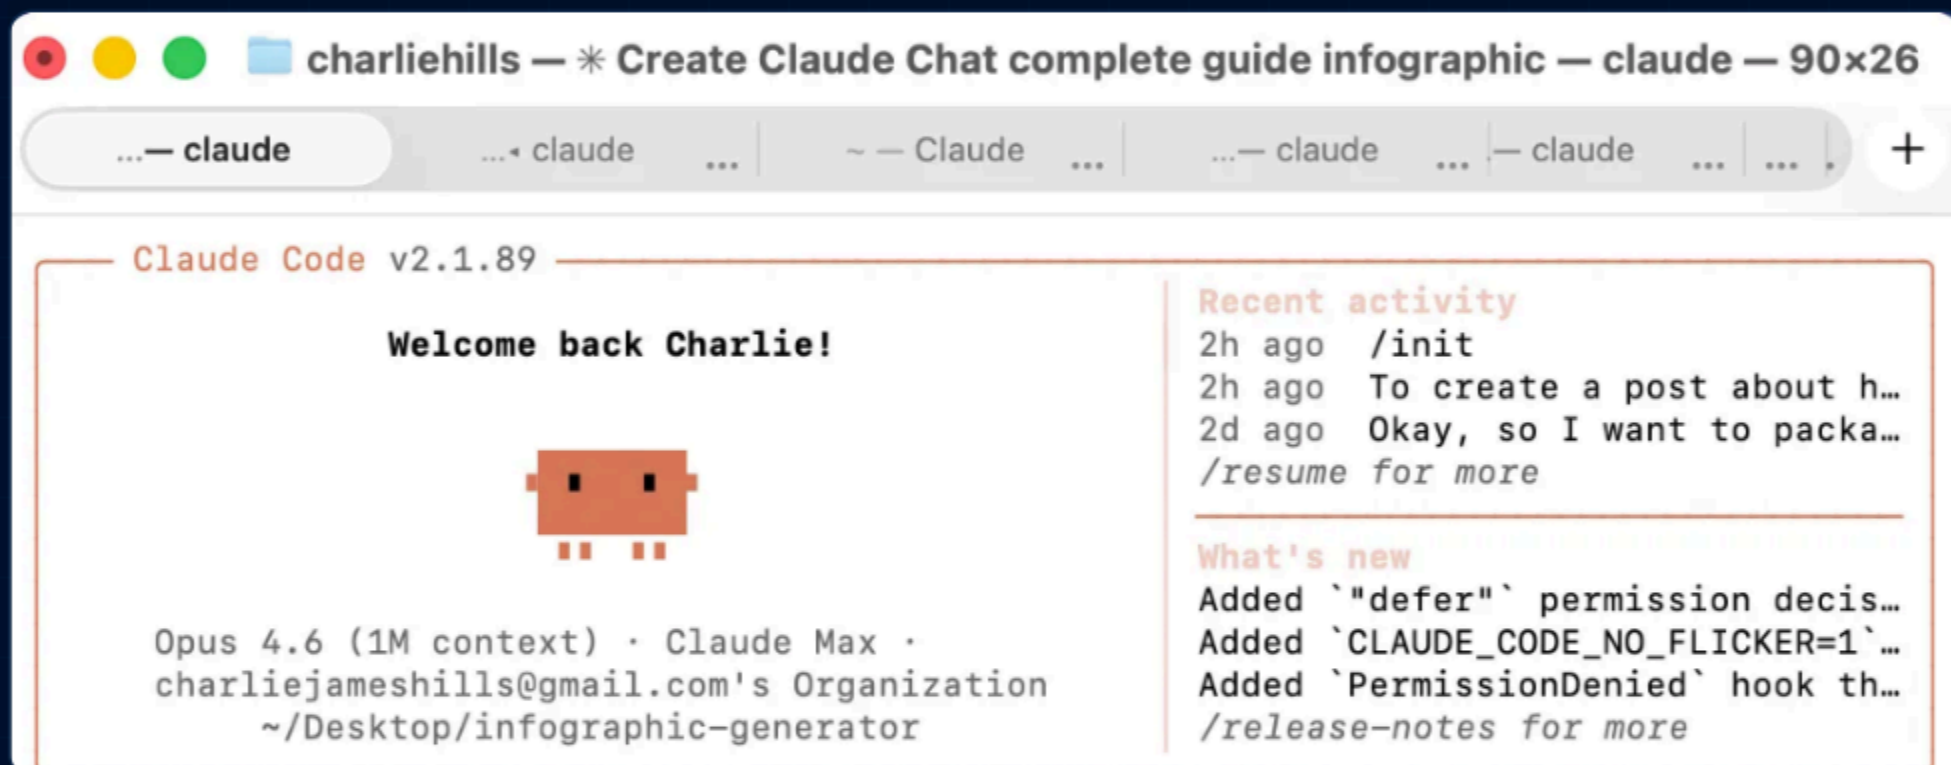 charliehills — ✳ Create Claude Chat complete guide infographic — claude — 90×26
...— claude
...◂ claude ...
~ — Claude ...
...— claude ...
.— claude ...
...
.
+
Claude Code v2.1.89
Welcome back Charlie!
Opus 4.6 (1M context) · Claude Max ·
charliejameshills@gmail.com's Organization
~/Desktop/infographic-generator
Recent activity
2h ago /init
2h ago To create a post about h…
2d ago Okay, so I want to packa…
/resume for more
What's new
Added `"defer"` permission decis…
Added `CLAUDE_CODE_NO_FLICKER=1`…
Added `PermissionDenied` hook th…
/release-notes for more